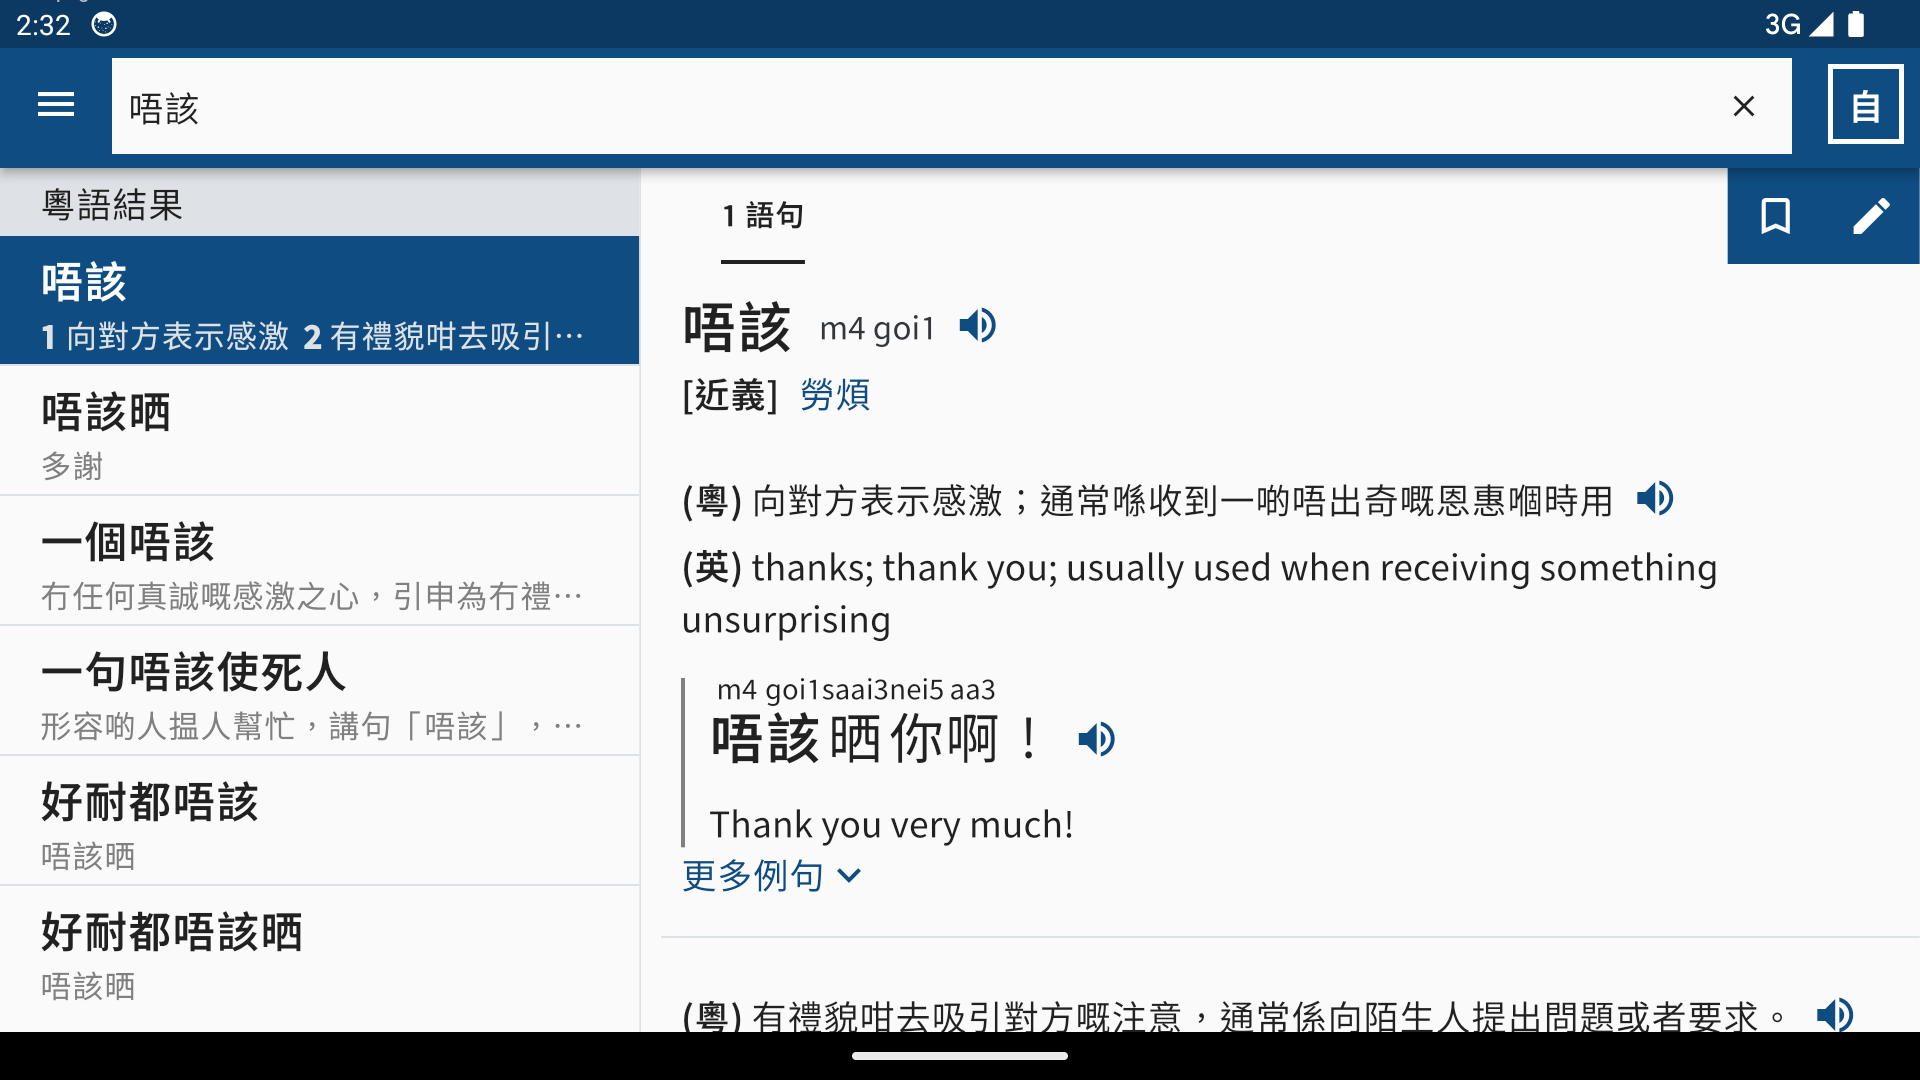 2:32
3G
唔該
自
粵語結果
唔該
1 向對方表示感激 2 有禮貌咁去吸引…
唔該晒
多謝
一個唔該
冇任何真誠嘅感激之心，引申為冇禮…
一句唔該使死人
形容啲人揾人幫忙，講句「唔該」，…
好耐都唔該
唔該晒
好耐都唔該晒
唔該晒
1 語句
唔該 m4 goi1
[近義] 勞煩
(粵) 向對方表示感激；通常喺收到一啲唔出奇嘅恩惠嗰時用
(英) thanks; thank you; usually used when receiving something
unsurprising
m4 goi1 saai3 nei5 aa3
唔該晒你啊！
Thank you very much!
更多例句
(粵) 有禮貌咁去吸引對方嘅注意，通常係向陌生人提出問題或者要求。